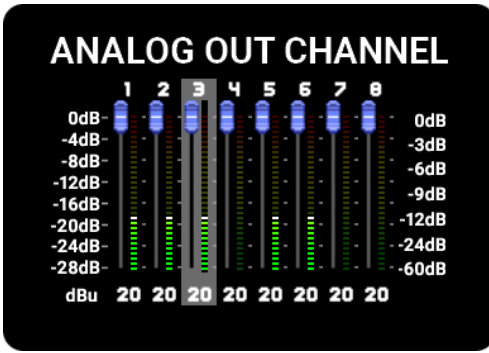 ANALOG OUT CHANNEL
1 2 3 4 5 6 7 8
0dB 0dB
-4dB -3dB
-8dB -6dB
-12dB -9dB
-16dB -12dB
-20dB -24dB
-24dB -60dB
-28dB
dBu 20 20 20 20 20 20 20 20